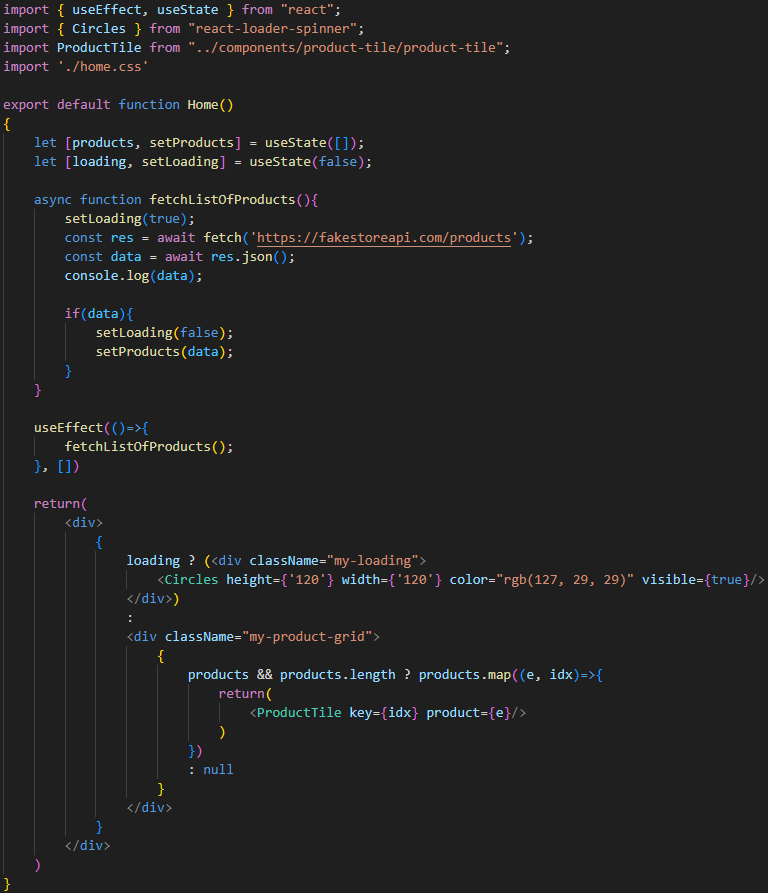 import { useEffect, useState } from "react";
import { Circles } from "react-loader-spinner";
import ProductTile from "../components/product-tile/product-tile";
import './home.css'

export default function Home()
{
    let [products, setProducts] = useState([]);
    let [loading, setLoading] = useState(false);

    async function fetchListOfProducts(){
        setLoading(true);
        const res = await fetch('https://fakestoreapi.com/products');
        const data = await res.json();
        console.log(data);

        if(data){
            setLoading(false);
            setProducts(data);
        }
    }

    useEffect(()=>{
        fetchListOfProducts();
    }, [])

    return(
        <div>
            {
                loading ? (<div className="my-loading">
                    <Circles height={'120'} width={'120'} color="rgb(127, 29, 29)" visible={true}/>
                </div>)
                :
                <div className="my-product-grid">
                    {
                        products && products.length ? products.map((e, idx)=>{
                            return(
                                <ProductTile key={idx} product={e}/>
                            )
                        })
                        : null
                    }
                </div>
            }
        </div>
    )
}